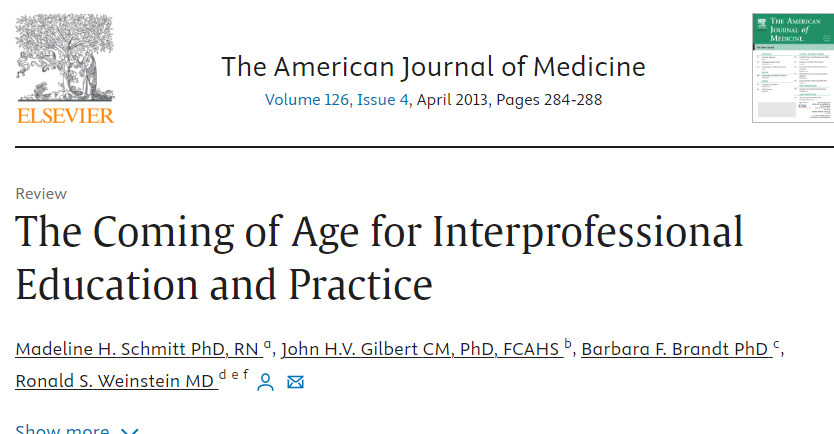 ELSEVIER
The American Journal of Medicine
Volume 126, Issue 4, April 2013, Pages 284-288
THE AMERICAN
JOURNAL of
MEDICINE
Review
The Coming of Age for Interprofessional
Education and Practice
Madeline H. Schmitt PhD, RN a, John H.V. Gilbert CM, PhD, FCAHS b, Barbara F. Brandt PhD c,
Ronald S. Weinstein MD d e f
Show more